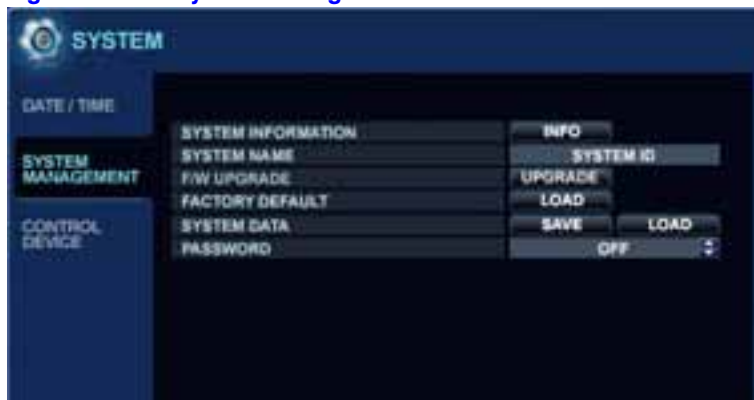 SYSTEM
DATE / TIME
SYSTEM INFORMATION INFO
SYSTEM NAME SYSTEM ID
SYSTEM
MANAGEMENT
F/W UPGRADE UPGRADE
FACTORY DEFAULT LOAD
CONTROL
DEVICE
SYSTEM DATA SAVE LOAD
PASSWORD OFF